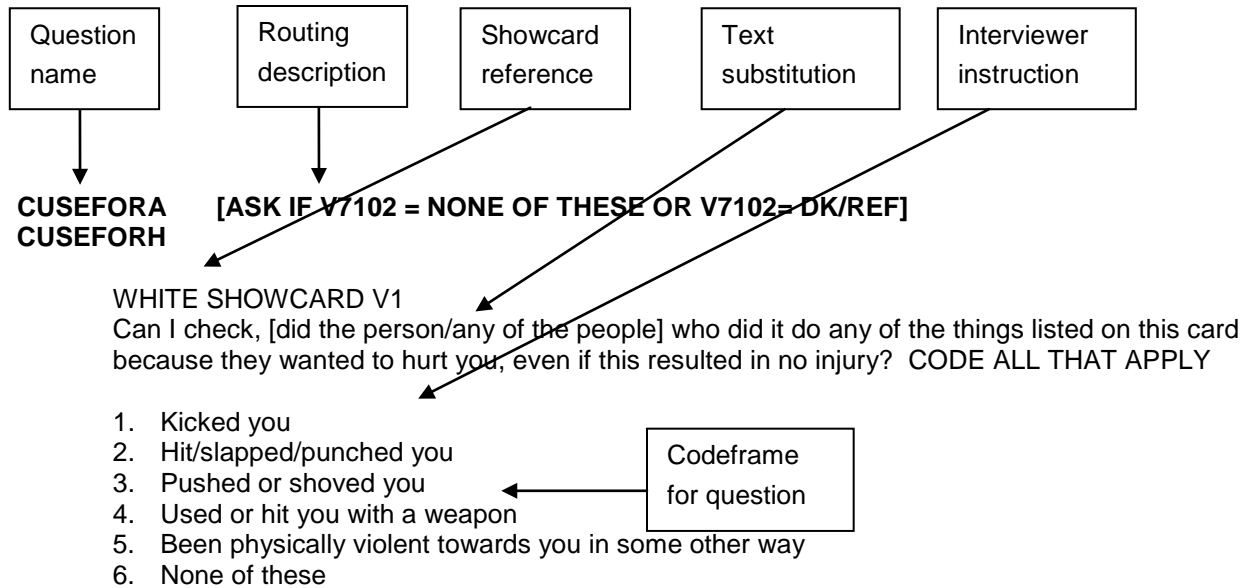 Question
name
Routing
description
Showcard
reference
Text
substitution
Interviewer
instruction
CUSEFORA [ASK IF V7102 = NONE OF THESE OR V7102= DK/REF]
CUSEFORH
WHITE SHOWCARD V1
Can I check, [did the person/any of the people] who did it do any of the things listed on this card
because they wanted to hurt you, even if this resulted in no injury? CODE ALL THAT APPLY
1. Kicked you
2. Hit/slapped/punched you
3. Pushed or shoved you
4. Used or hit you with a weapon
5. Been physically violent towards you in some other way
6. None of these
Codeframe
for question